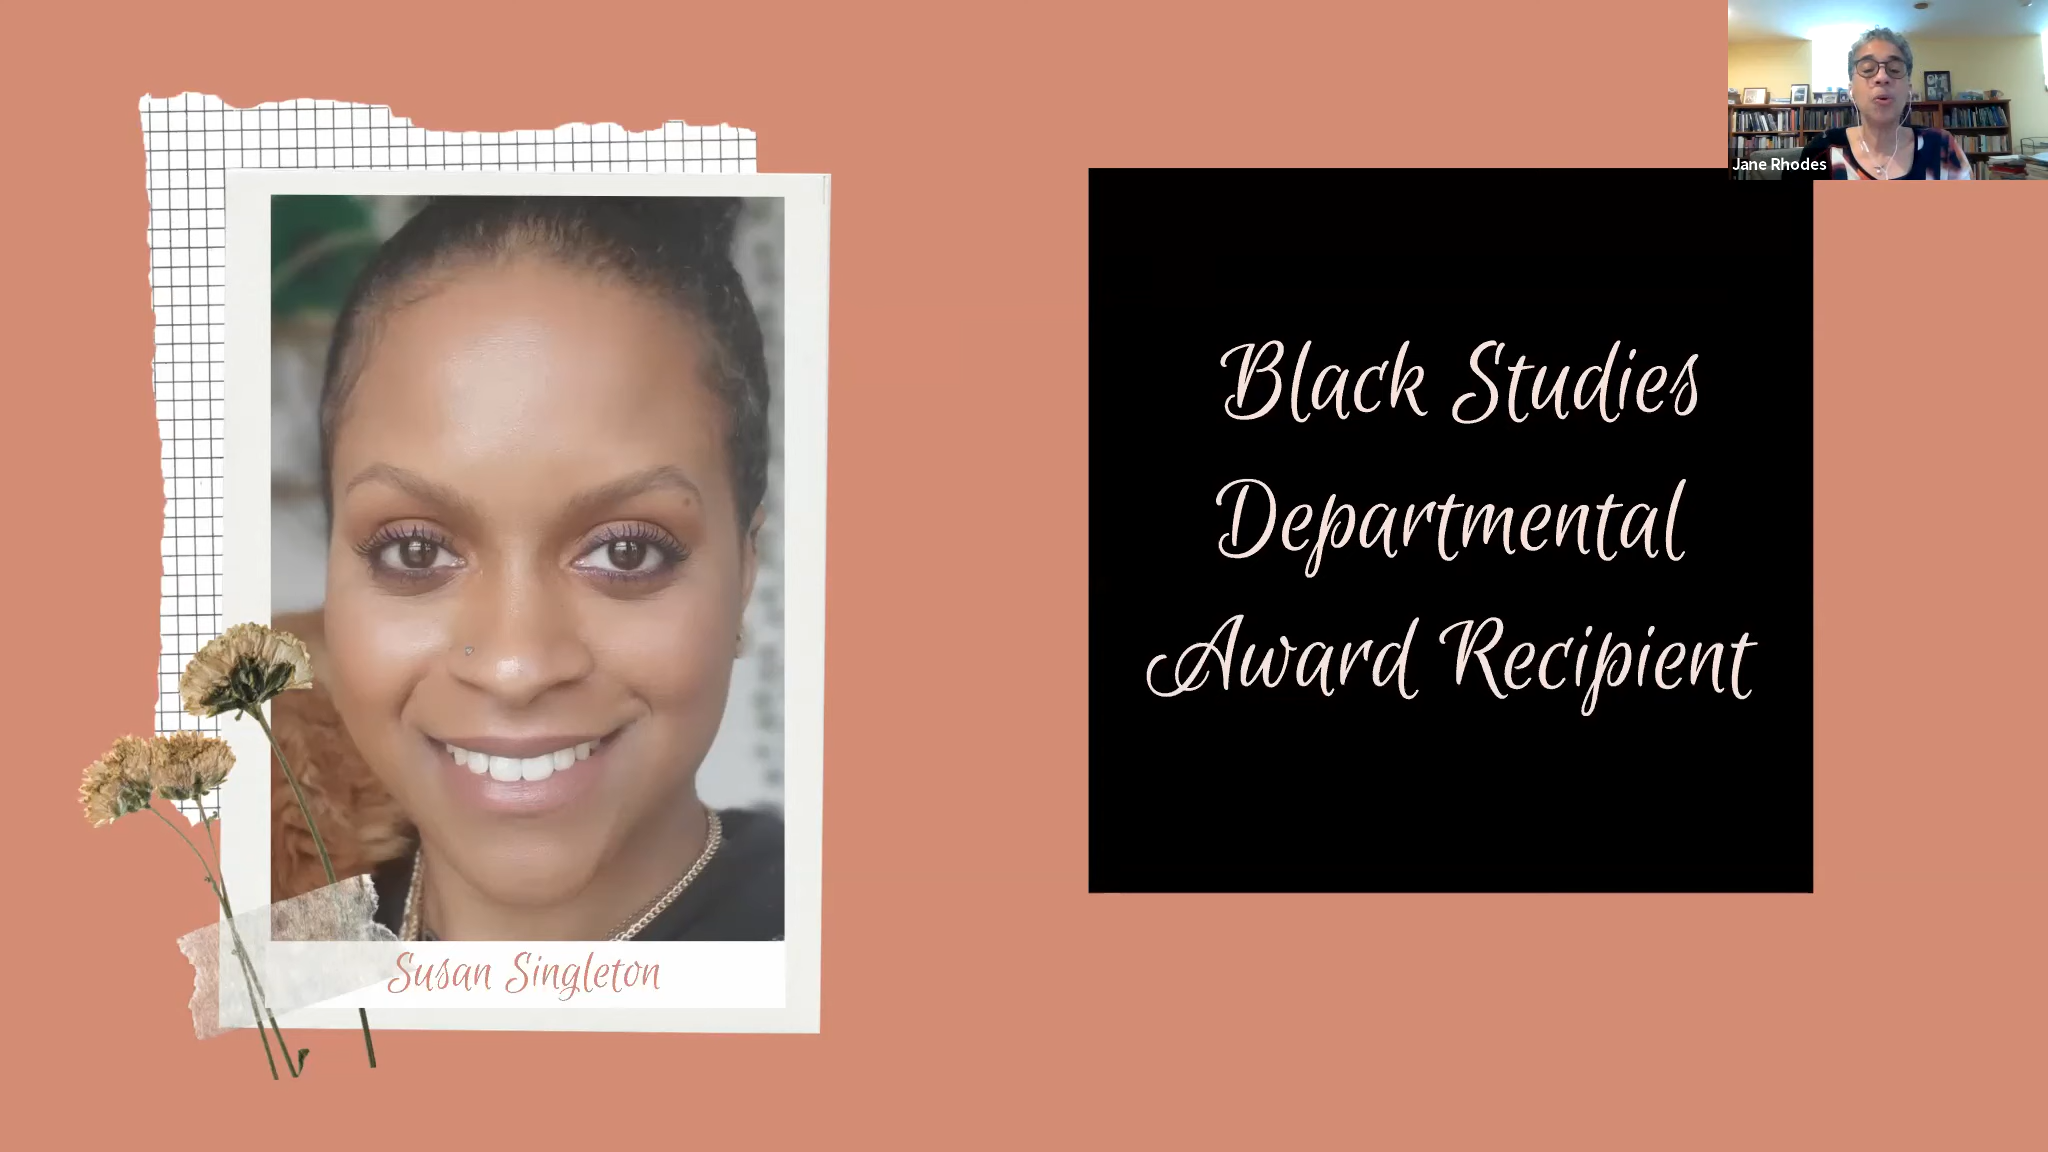 Jane Rhodes
Black Studies
Departmental
Award Recipient
Susan Singleton